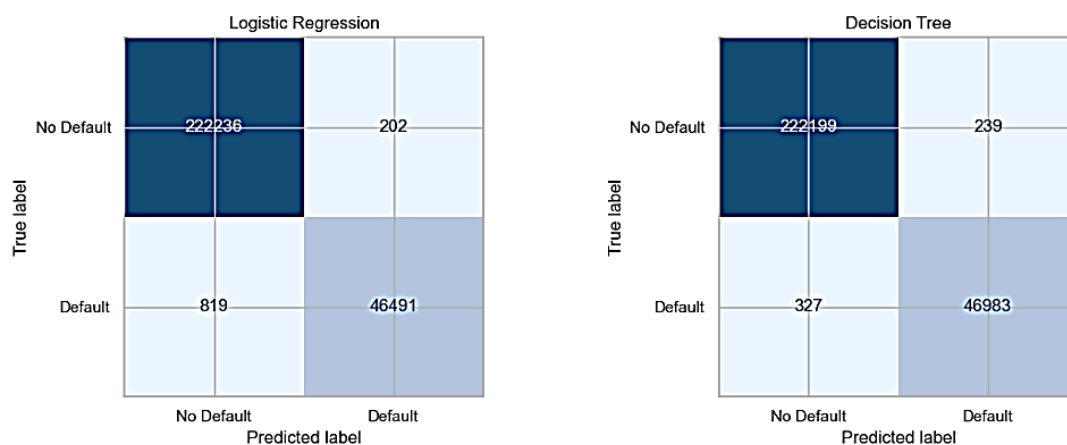 Logistic Regression
True label
No Default
222236 202
Default
819 46491
No Default Default
Predicted label
Decision Tree
True label
No Default
222199 239
Default
327 46983
No Default Default
Predicted label